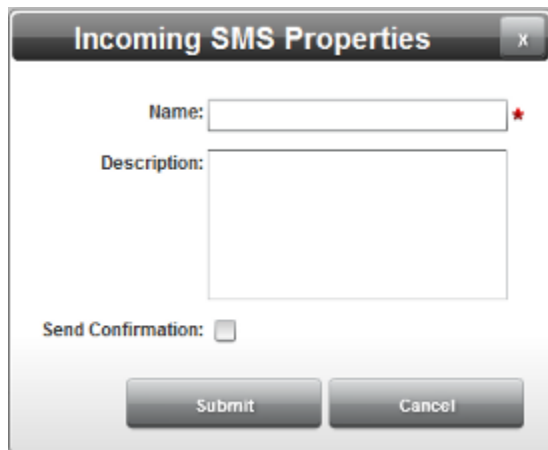 Incoming SMS Properties x
Name: *
Description:
Send Confirmation:
Submit Cancel